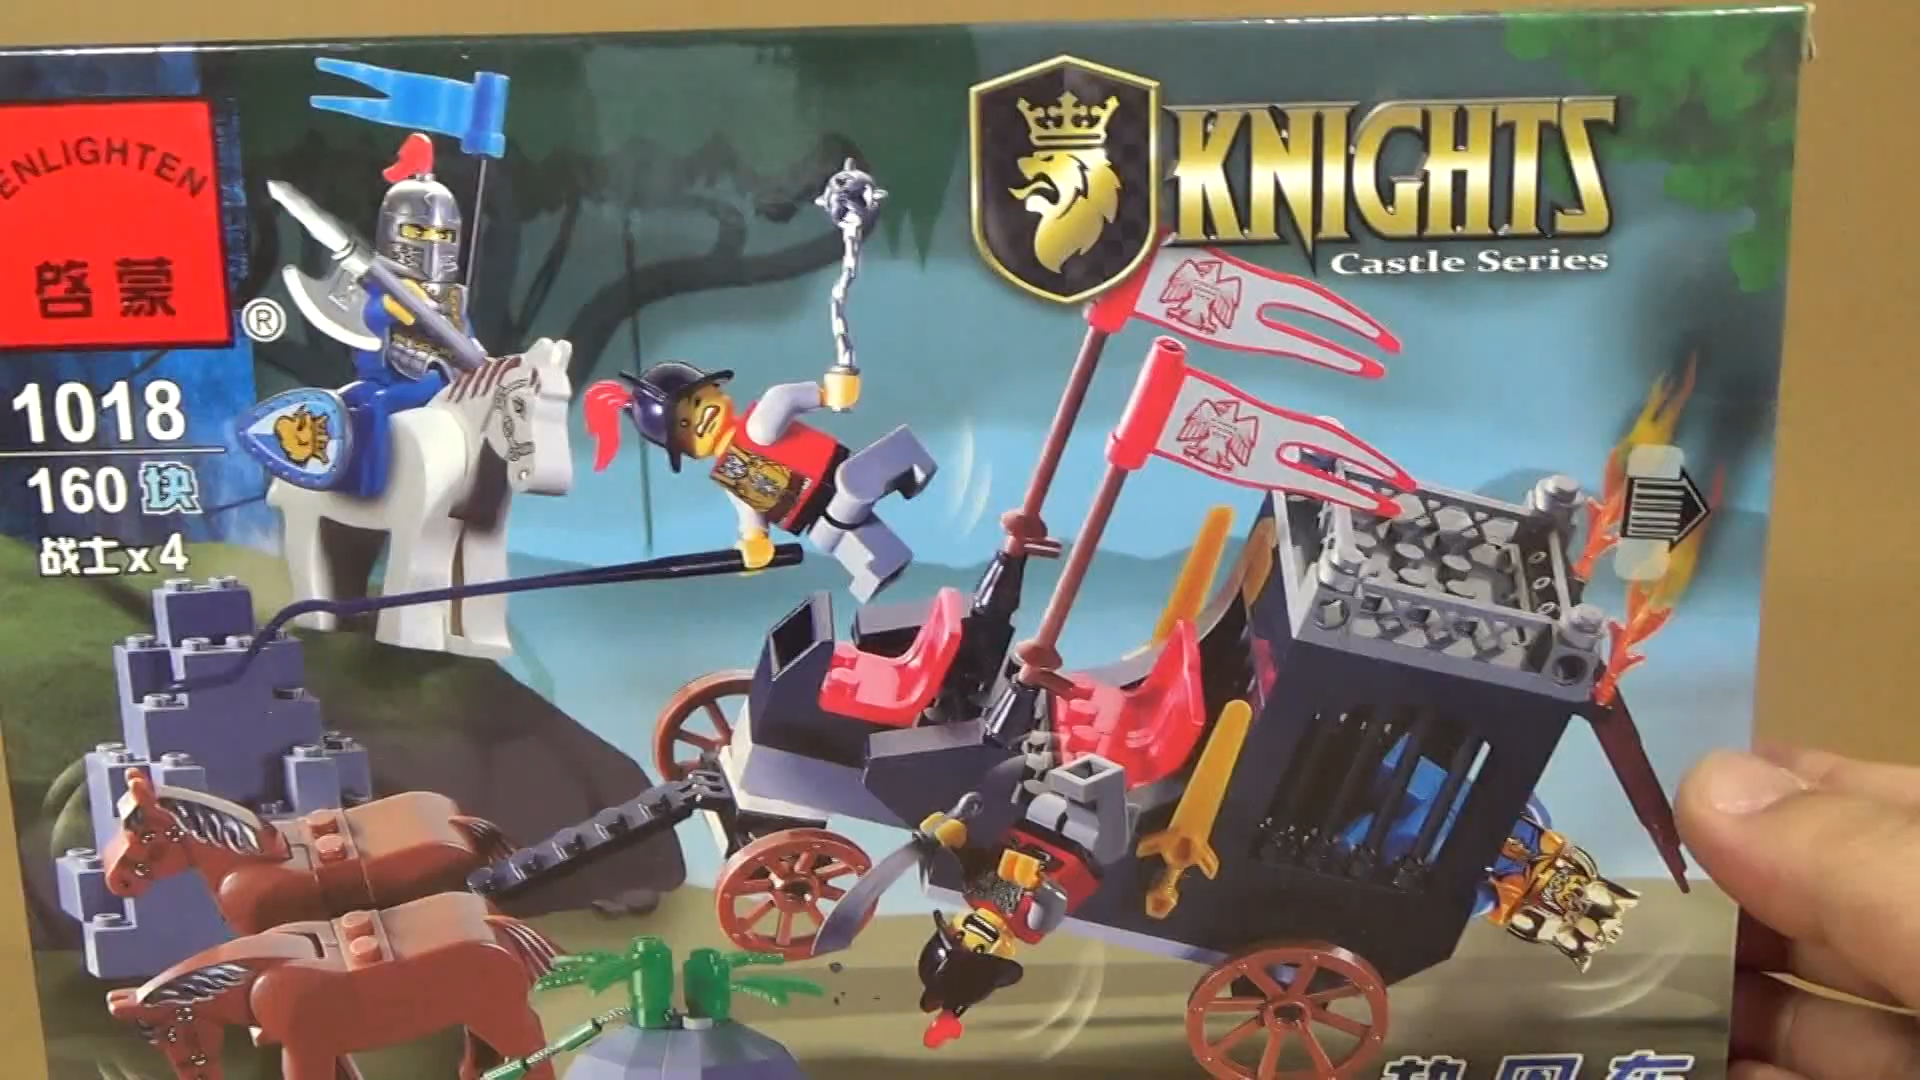 ENLIGHTEN
启蒙
®
1018
160 块
战士x4
KNIGHTS
Castle Series